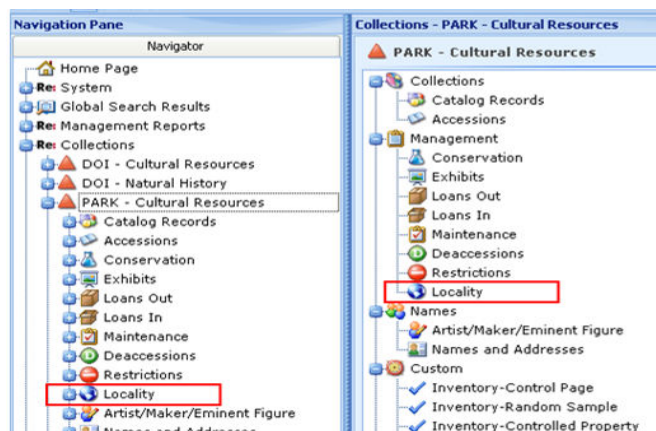 Navigation Pane
Navigator
Home Page
Re: System
Global Search Results
Re: Management Reports
Re: Collections
DOI - Cultural Resources
DOI - Natural History
PARK - Cultural Resources
Catalog Records
Accessions
Conservation
Exhibits
Loans Out
Loans In
Maintenance
Deaccessions
Restrictions
Locality
Artist/Maker/Eminent Figure
Names and Addresses
Collections - PARK - Cultural Resources
PARK - Cultural Resources
Collections
Catalog Records
Accessions
Management
Conservation
Exhibits
Loans Out
Loans In
Maintenance
Deaccessions
Restrictions
Locality
Names
Artist/Maker/Eminent Figure
Names and Addresses
Custom
Inventory-Control Page
Inventory-Random Sample
Inventory-Controlled Property